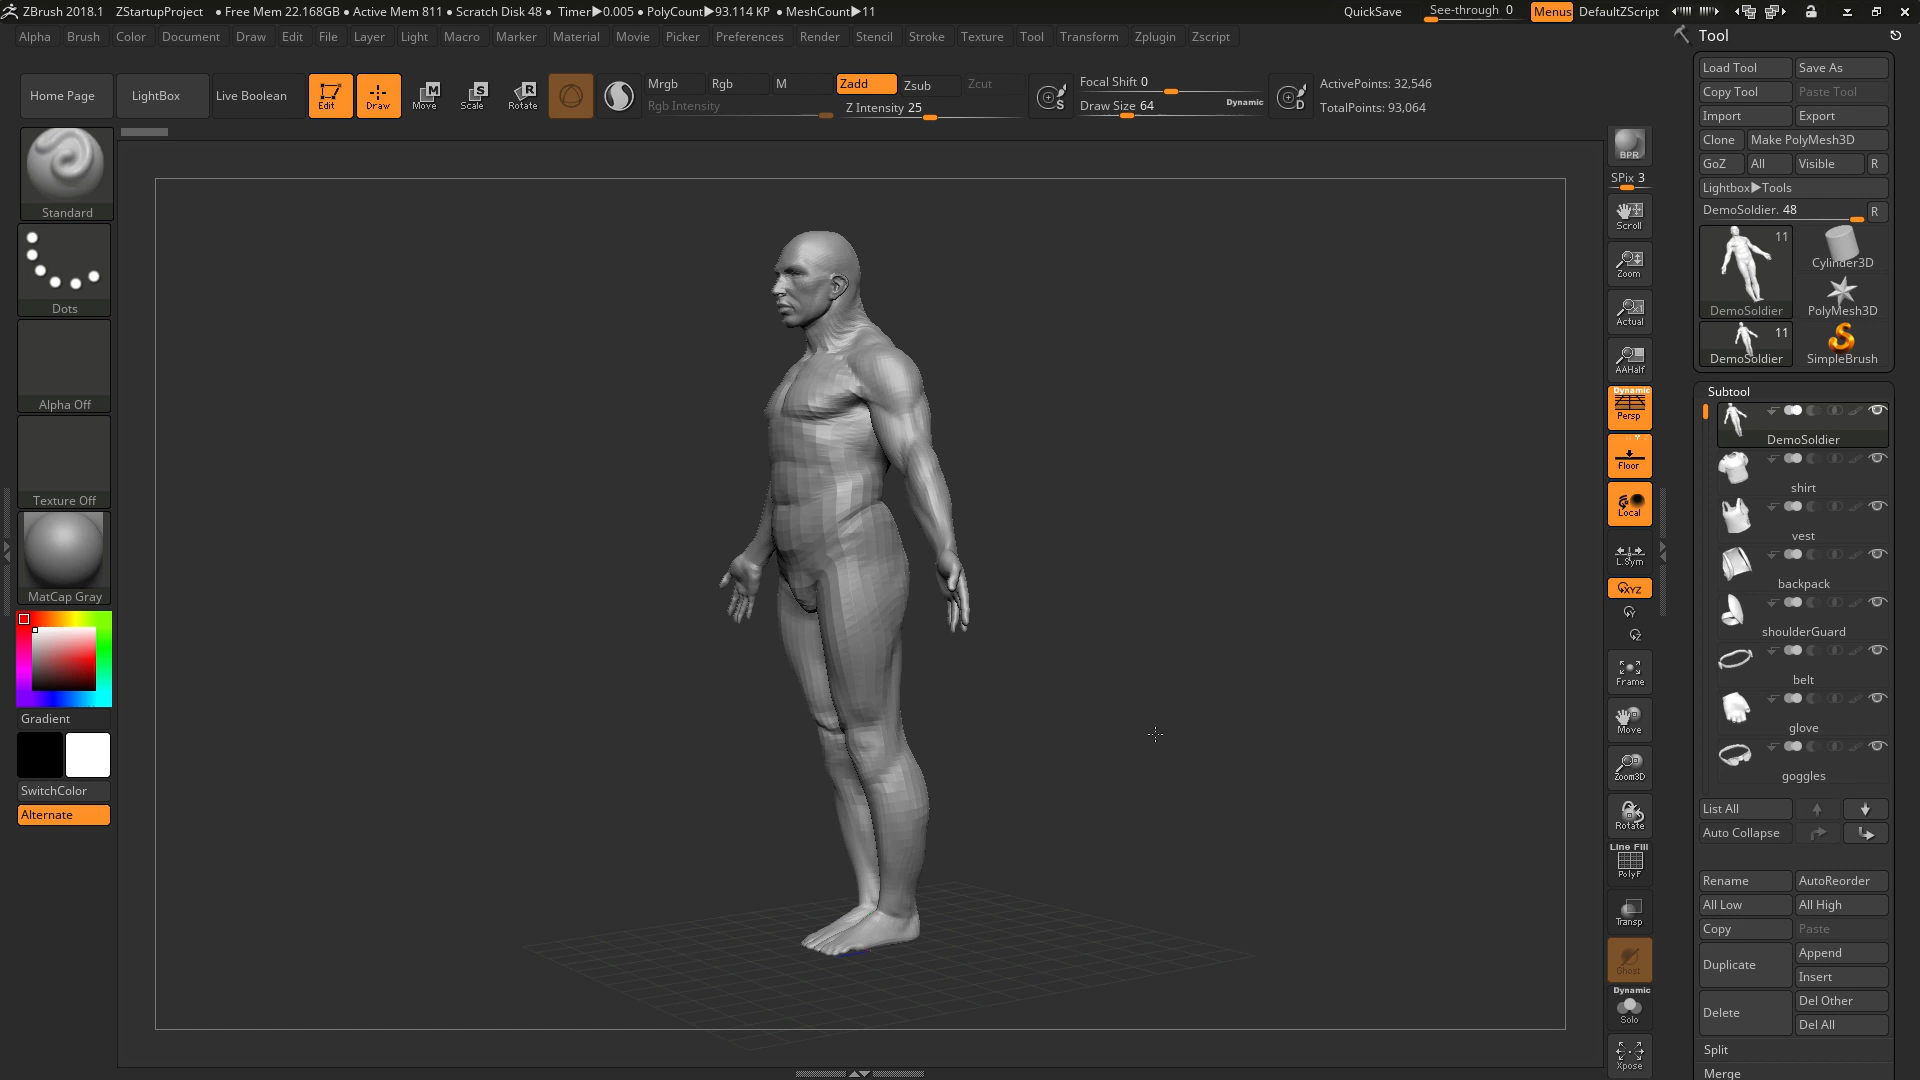 ZBrush 2018.1 ZStartupProject ● Free Mem 22.168GB ● Active Mem 811 ● Scratch Disk 48 ● Timer▶0.005 ● PolyCount▶93.114 KP ● MeshCount▶11 QuickSave See-through 0 Menus DefaultZScript
Alpha Brush Color Document Draw Edit File Layer Light Macro Marker Material Movie Picker Preferences Render Stencil Stroke Texture Tool Transform Zplugin Zscript
Tool
Home Page LightBox Live Boolean Edit Draw Move Scale Rotate
M S R
Mrgb Rgb M Zadd Zsub Zcut
Rgb Intensity Z Intensity 25
S
Focal Shift 0
Draw Size 64 Dynamic
D
ActivePoints: 32,546
TotalPoints: 93,064
Standard
Dots
Alpha Off
Texture Off
MatCap Gray
Gradient
SwitchColor
Alternate
BPR
SPix 3
Scroll
Zoom
Actual
AAHalf
Dynamic
Persp
Floor
Local
L.Sym
XYZ
Y
Z
Frame
Move
Zoom3D
Rotate
Line Fill
PolyF
Transp
Ghost
Dynamic
Solo
Xpose
Load Tool Save As
Copy Tool Paste Tool
Import Export
Clone Make PolyMesh3D
GoZ All Visible R
Lightbox▶Tools
DemoSoldier. 48 R
11
DemoSoldier
Cylinder3D
PolyMesh3D
11
DemoSoldier
SimpleBrush
Subtool
DemoSoldier
shirt
vest
backpack
shoulderGuard
belt
glove
goggles
List All
Auto Collapse
Rename AutoReorder
All Low All High
Copy Paste
Duplicate Append
Insert
Delete Del Other
Del All
Split
Merge